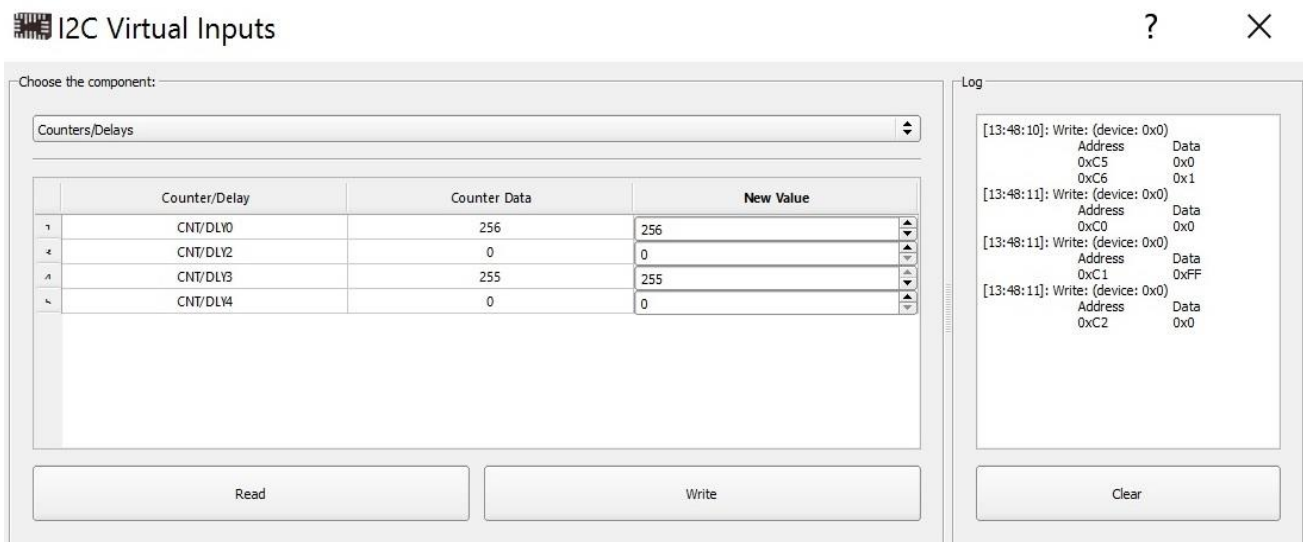 I2C Virtual Inputs ? ×
Choose the component:
Counters/Delays
Counter/Delay Counter Data New Value
CNT/DLY0 256 256
CNT/DLY2 0 0
CNT/DLY3 255 255
CNT/DLY4 0 0
Read Write
Log
[13:48:10]: Write: (device: 0x0)
Address Data
0xC5 0x0
0xC6 0x1
[13:48:11]: Write: (device: 0x0)
Address Data
0xC0 0x0
[13:48:11]: Write: (device: 0x0)
Address Data
0xC1 0xFF
[13:48:11]: Write: (device: 0x0)
Address Data
0xC2 0x0
Clear